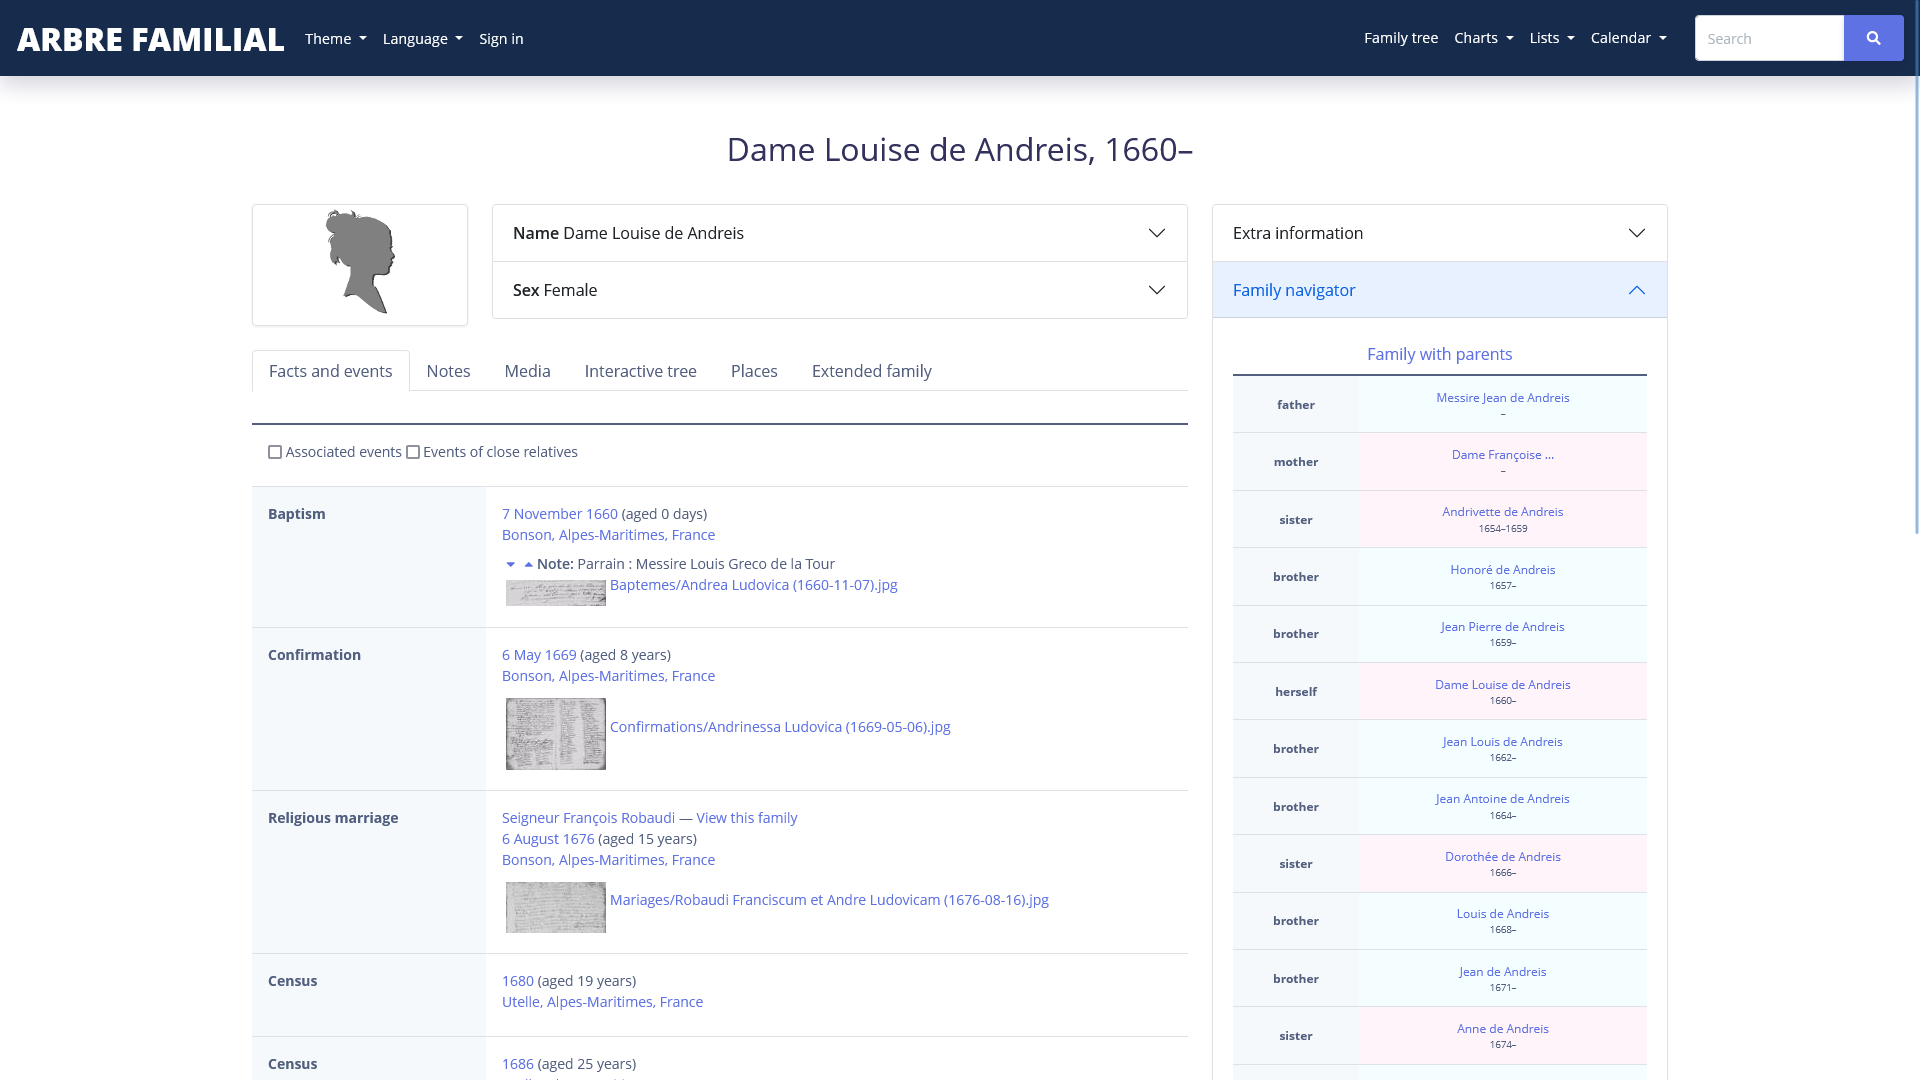 ARBRE FAMILIAL
Theme
Language
Sign in
Family tree
Charts
Lists
Calendar
Search
Dame Louise de Andreis, 1660–
Name Dame Louise de Andreis
Sex Female
Extra information
Family navigator
Facts and events
Notes
Media
Interactive tree
Places
Extended family
Associated events Events of close relatives
Baptism
7 November 1660 (aged 0 days)
Bonson, Alpes-Maritimes, France
Note: Parrain : Messire Louis Greco de la Tour
Baptemes/Andrea Ludovica (1660-11-07).jpg
Confirmation
6 May 1669 (aged 8 years)
Bonson, Alpes-Maritimes, France
Confirmations/Andrinessa Ludovica (1669-05-06).jpg
Religious marriage
Seigneur François Robaudi — View this family
6 August 1676 (aged 15 years)
Bonson, Alpes-Maritimes, France
Mariages/Robaudi Franciscum et Andre Ludovicam (1676-08-16).jpg
Census
1680 (aged 19 years)
Utelle, Alpes-Maritimes, France
Census
1686 (aged 25 years)
Family with parents
father
Messire Jean de Andreis
–
mother
Dame Françoise ...
–
sister
Andrivette de Andreis
1654–1659
brother
Honoré de Andreis
1657–
brother
Jean Pierre de Andreis
1659–
herself
Dame Louise de Andreis
1660–
brother
Jean Louis de Andreis
1662–
brother
Jean Antoine de Andreis
1664–
sister
Dorothée de Andreis
1666–
brother
Louis de Andreis
1668–
brother
Jean de Andreis
1671–
sister
Anne de Andreis
1674–